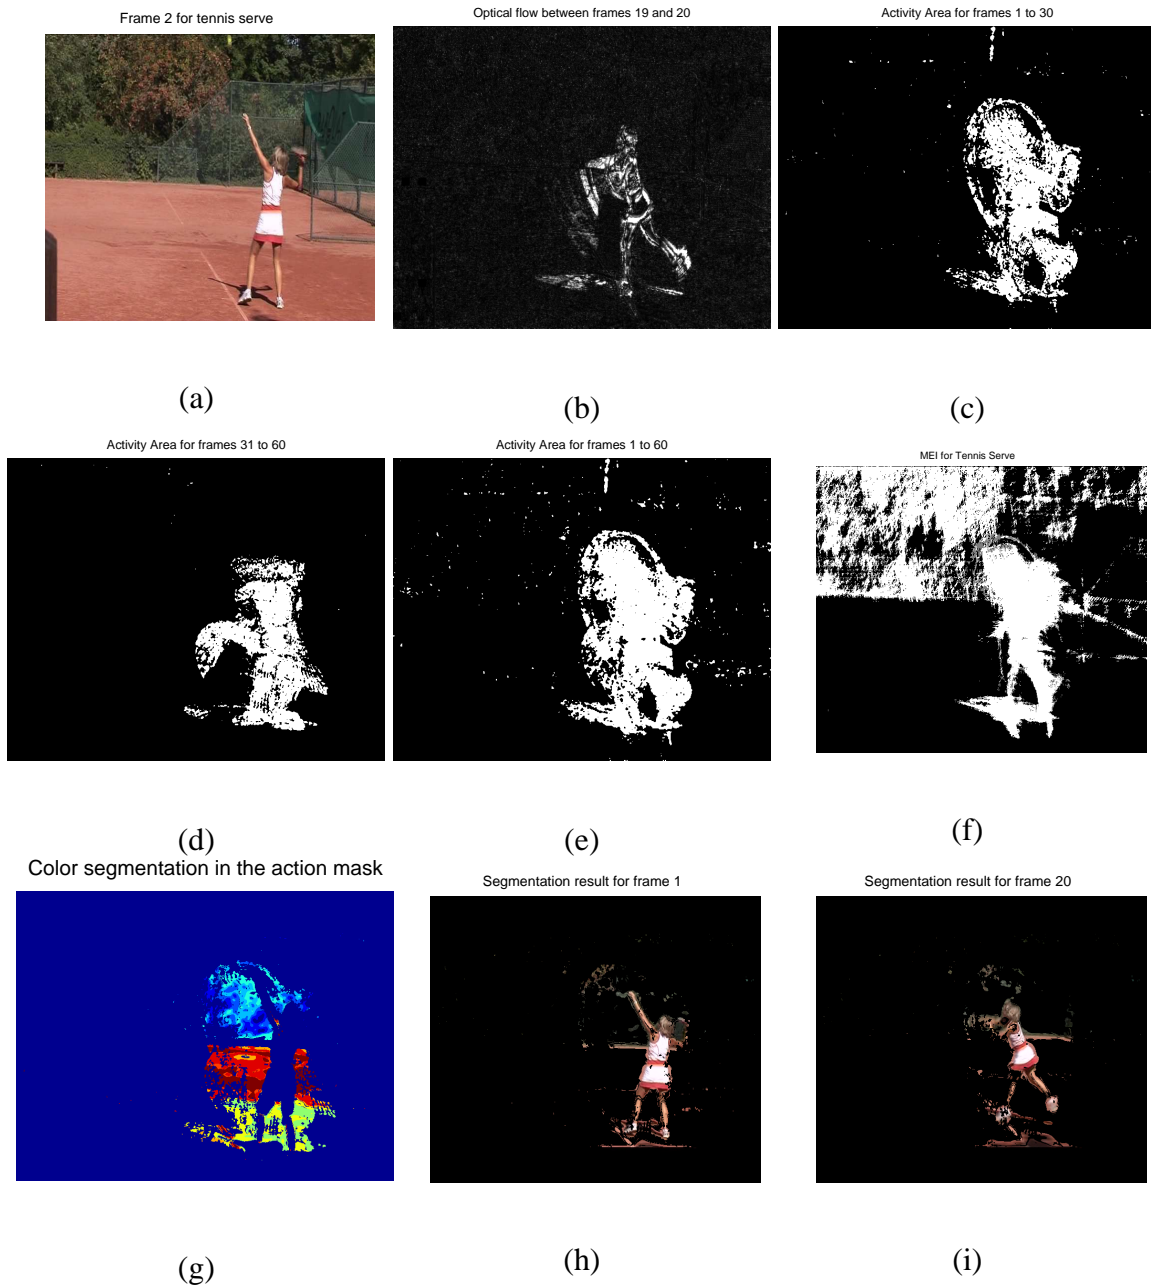 Frame 2 for tennis serve
Optical flow between frames 19 and 20
Activity Area for frames 1 to 30
(a)
(b)
(c)
Activity Area for frames 31 to 60
Activity Area for frames 1 to 60
MEI for Tennis Serve
(d)
(e)
(f)
Color segmentation in the action mask
Segmentation result for frame 1
Segmentation result for frame 20
(g)
(h)
(i)